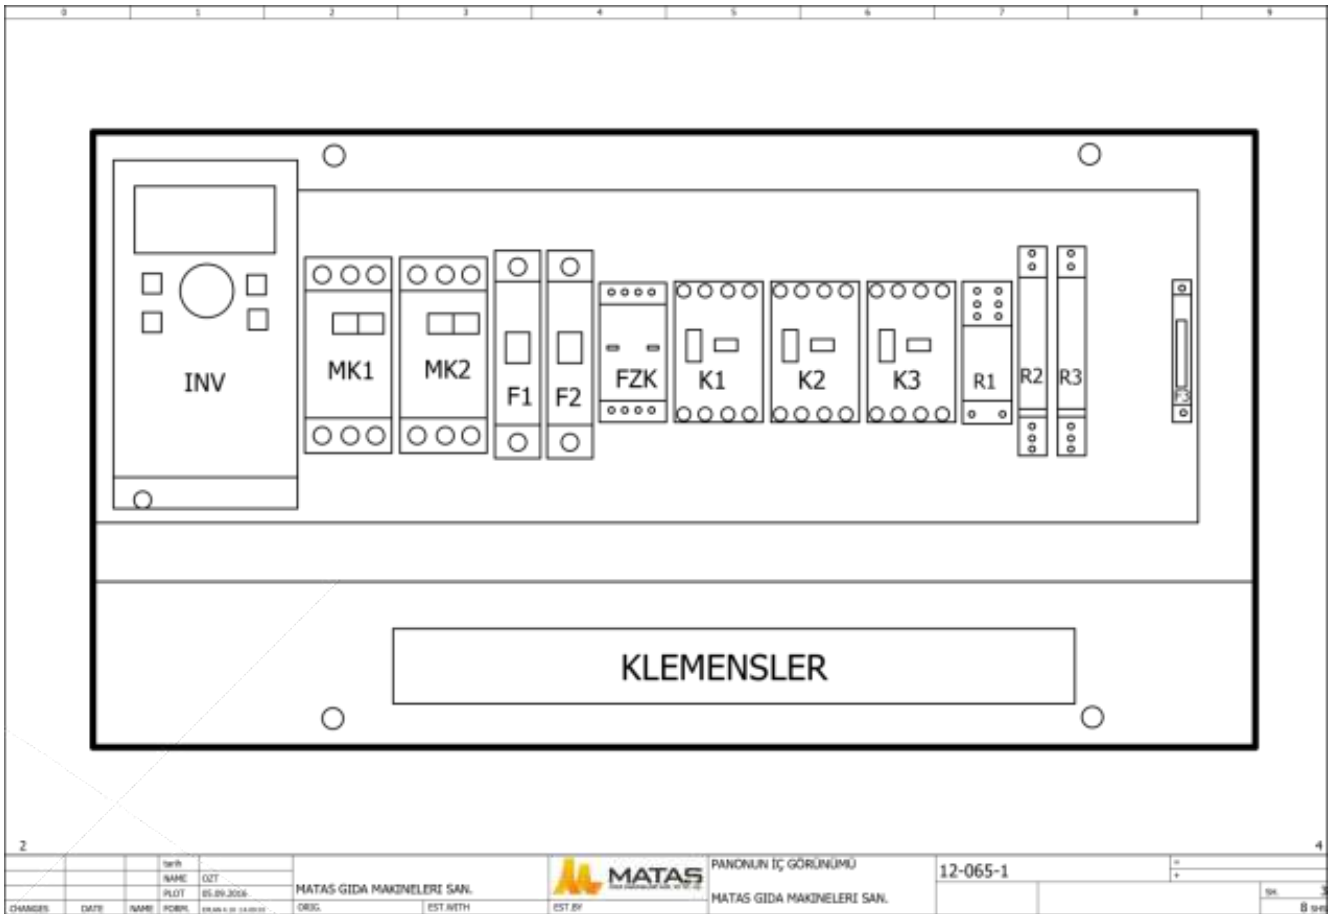 0 1 2 3 4 5 6 7 8 9
INV
MK1
MK2
F1
F2
FZK
K1
K2
K3
R1
R2
R3
F3
KLEMENSLER
2
4
tarih
NAME OZT
PLOT 05.09.2016
CHANGES DATE NAME FORM.
MATAS GIDA MAKINELERI SAN.
ORIG. EST.WITH EST.BY
MATAS
PANONUN İÇ GÖRÜNÜMÜ
MATAS GIDA MAKINELERI SAN.
12-065-1
=
+
SH. 3
8 SHS